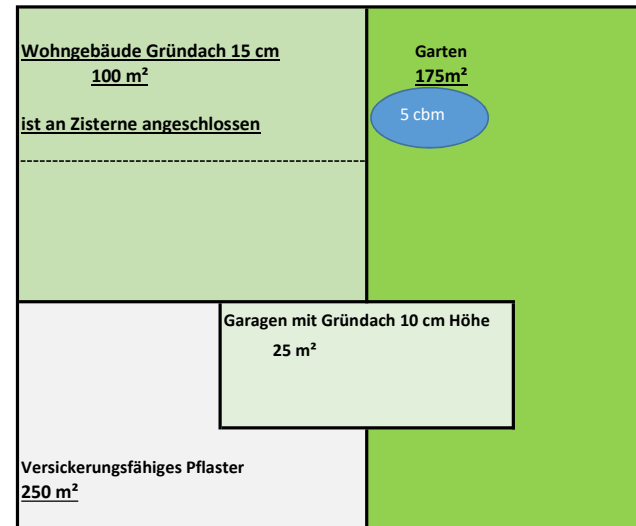 Wohngebäude Gründach 15 cm
100 m²
ist an Zisterne angeschlossen
Garten
175m²
5 cbm
Garagen mit Gründach 10 cm Höhe
25 m²
Versickerungsfähiges Pflaster
250 m²